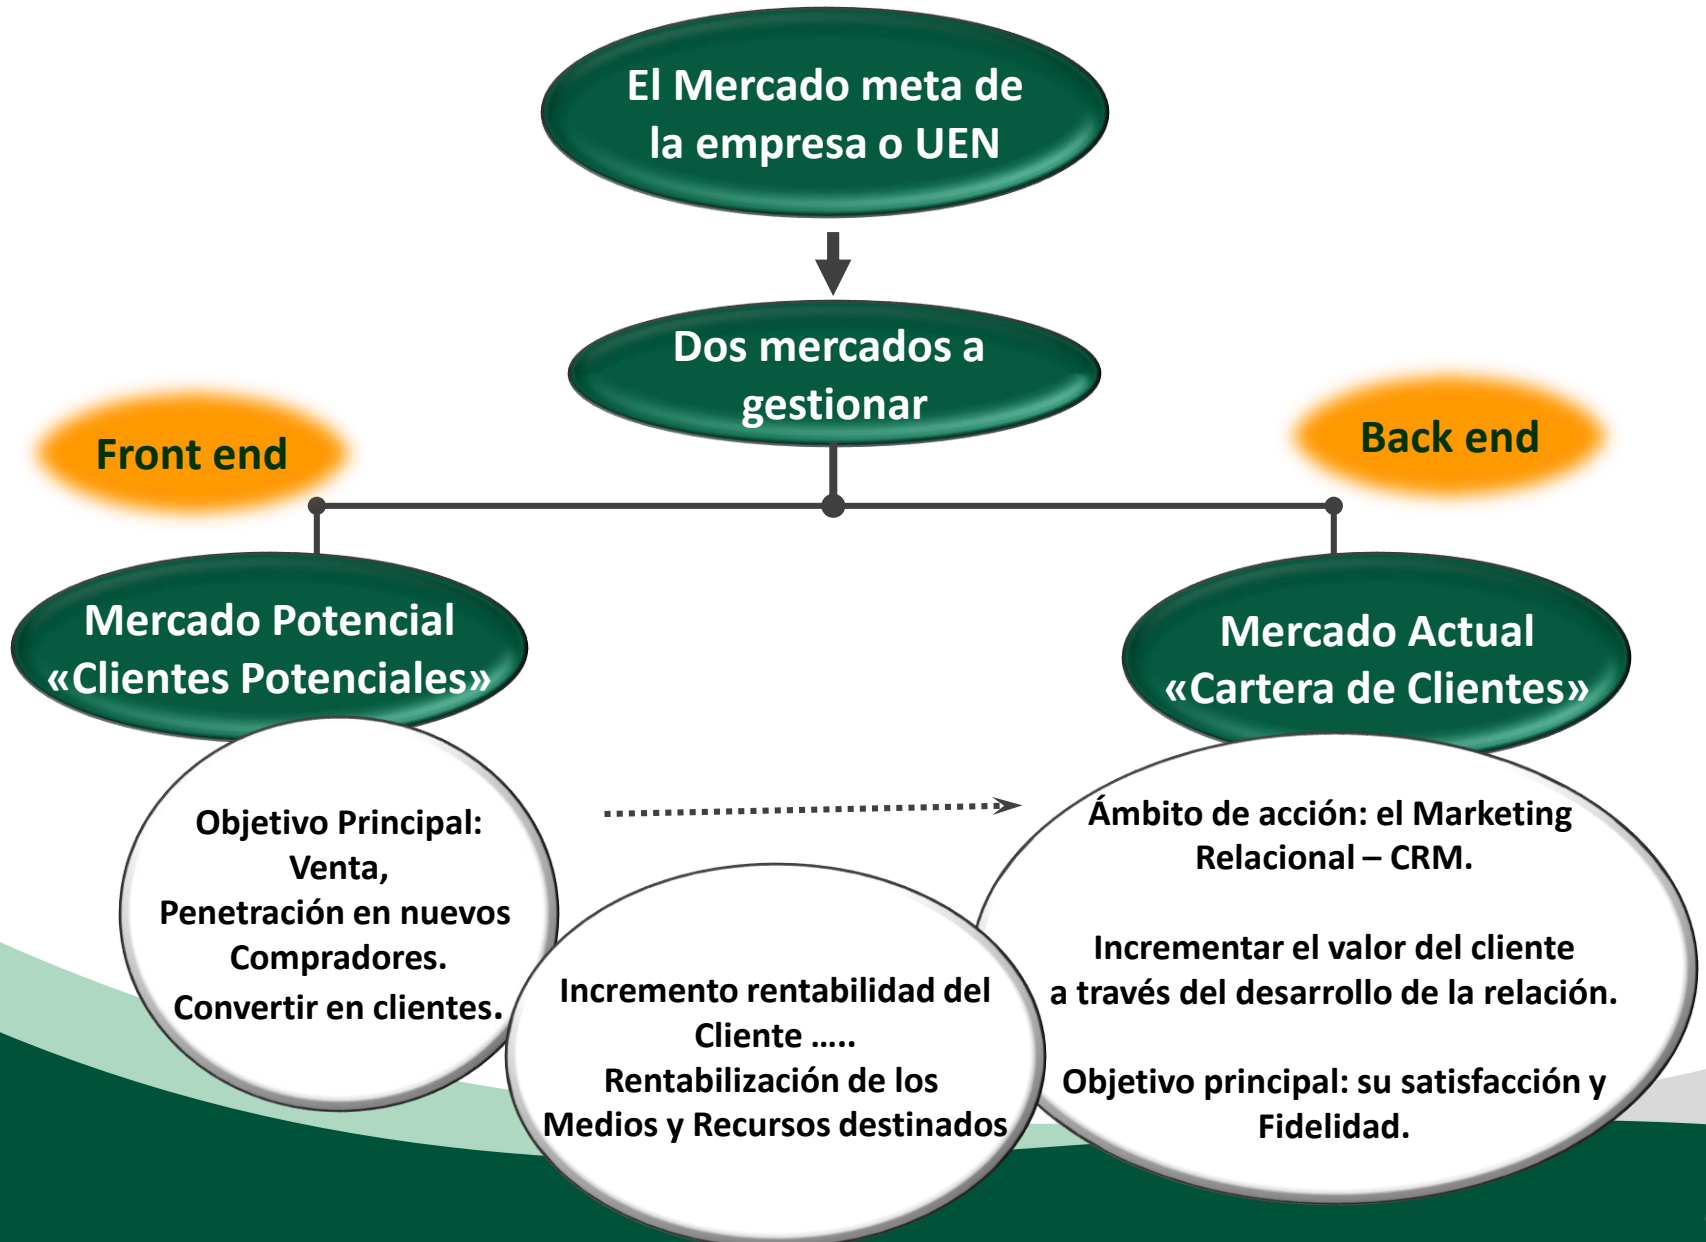 El Mercado meta de
la empresa o UEN
Dos mercados a
gestionar
Front end
Back end
Mercado Potencial
«Clientes Potenciales»
Mercado Actual
«Cartera de Clientes»
Objetivo Principal:
Venta,
Penetración en nuevos
Compradores.
Convertir en clientes.
Incremento rentabilidad del
Cliente …..
Rentabilización de los
Medios y Recursos destinados
Ámbito de acción: el Marketing
Relacional – CRM.
Incrementar el valor del cliente
a través del desarrollo de la relación.
Objetivo principal: su satisfacción y
Fidelidad.